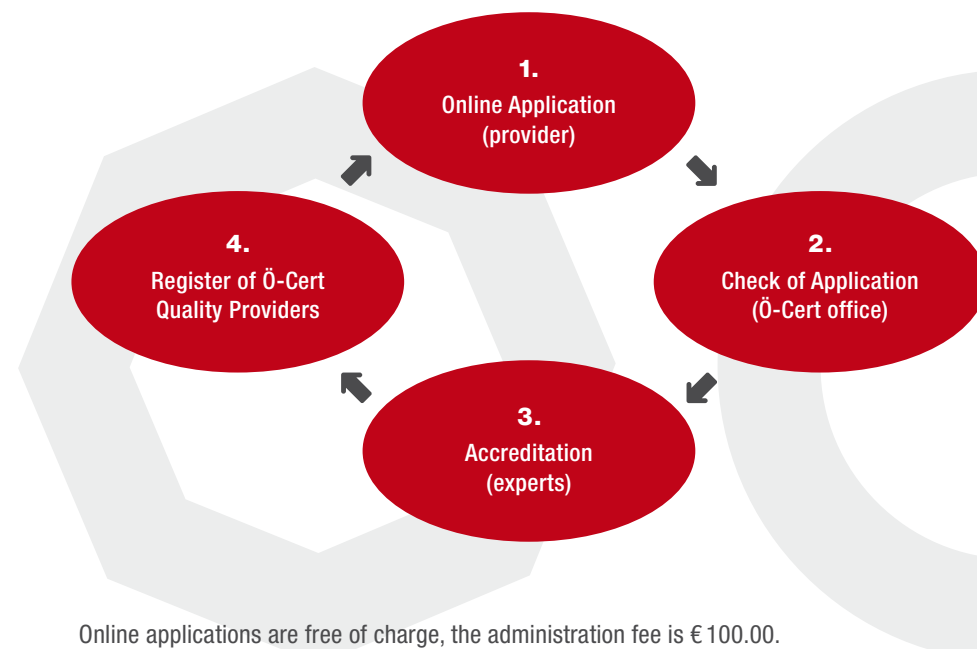 1.
Online Application
(provider)
2.
Check of Application
(Ö-Cert office)
3.
Accreditation
(experts)
4.
Register of Ö-Cert
Quality Providers
Online applications are free of charge, the administration fee is € 100.00.